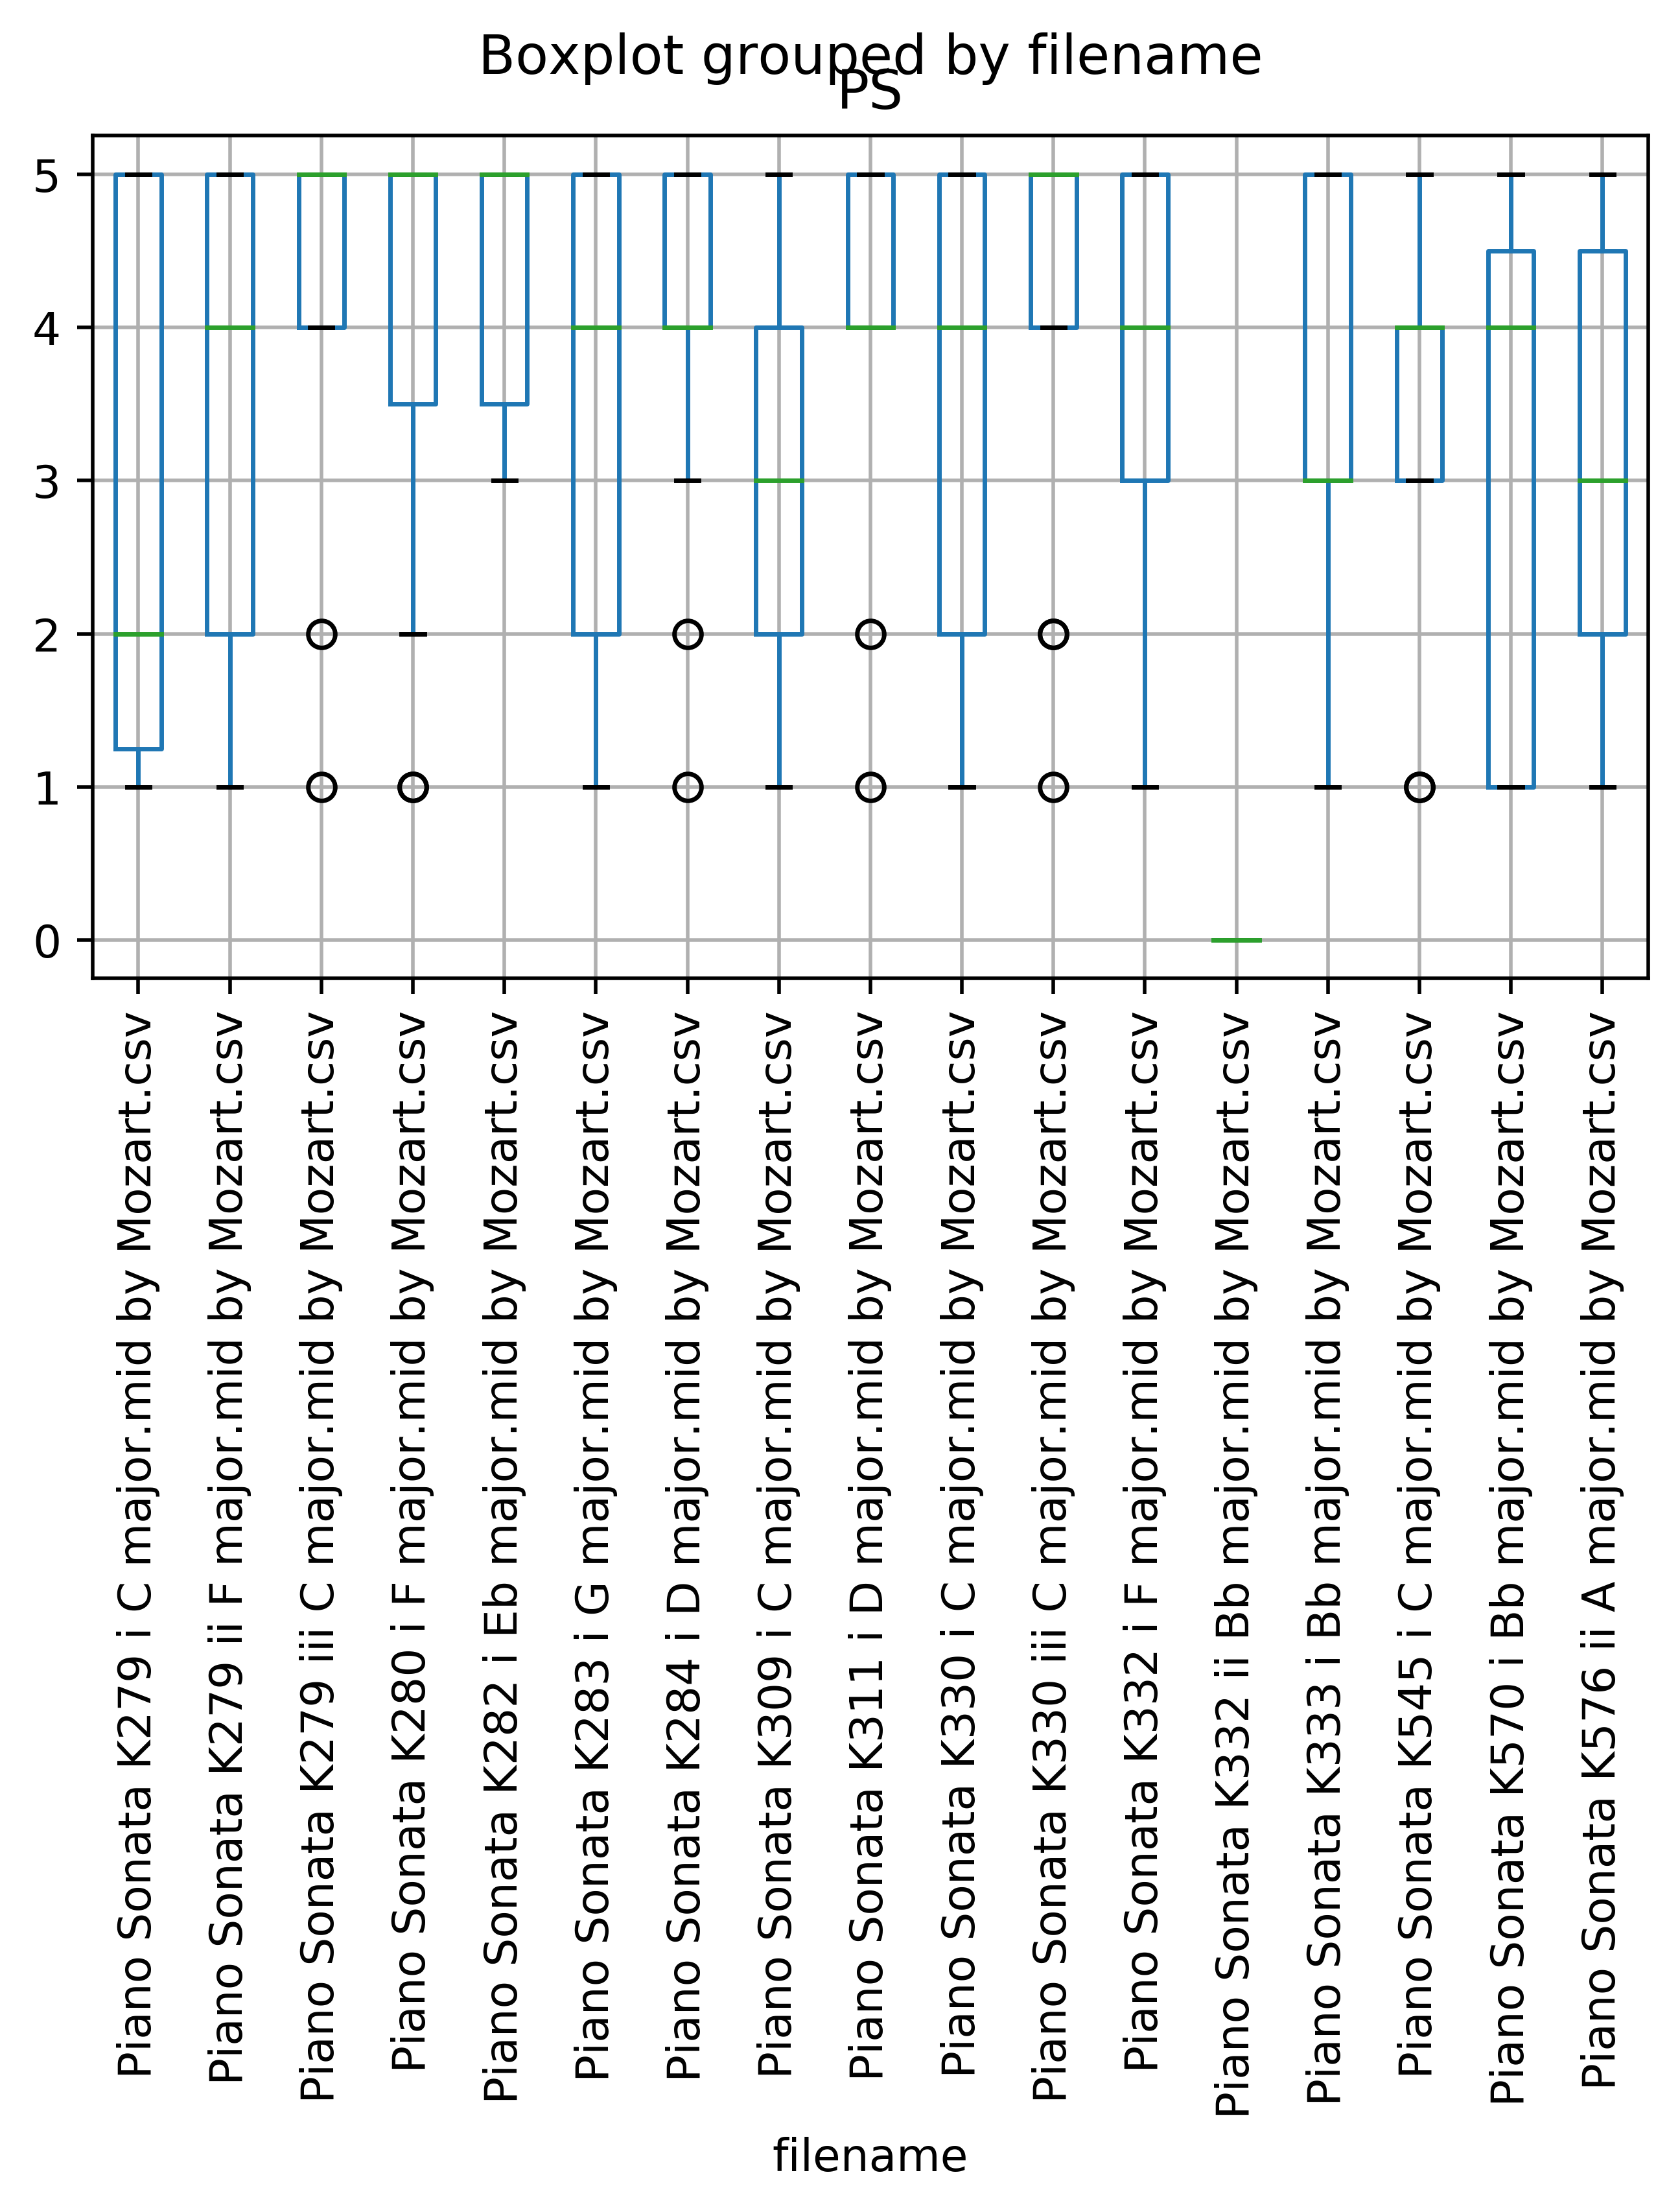 Boxplot grouped by filename
PS
5
4
3
2
1
0
Piano Sonata K279 i C major.mid by Mozart.csv
Piano Sonata K279 ii F major.mid by Mozart.csv
Piano Sonata K279 iii C major.mid by Mozart.csv
Piano Sonata K280 i F major.mid by Mozart.csv
Piano Sonata K282 i Eb major.mid by Mozart.csv
Piano Sonata K283 i G major.mid by Mozart.csv
Piano Sonata K284 i D major.mid by Mozart.csv
Piano Sonata K309 i C major.mid by Mozart.csv
Piano Sonata K311 i D major.mid by Mozart.csv
Piano Sonata K330 i C major.mid by Mozart.csv
Piano Sonata K330 iii C major.mid by Mozart.csv
Piano Sonata K332 i F major.mid by Mozart.csv
Piano Sonata K332 ii Bb major.mid by Mozart.csv
Piano Sonata K333 i Bb major.mid by Mozart.csv
Piano Sonata K545 i C major.mid by Mozart.csv
Piano Sonata K570 i Bb major.mid by Mozart.csv
Piano Sonata K576 ii A major.mid by Mozart.csv
filename